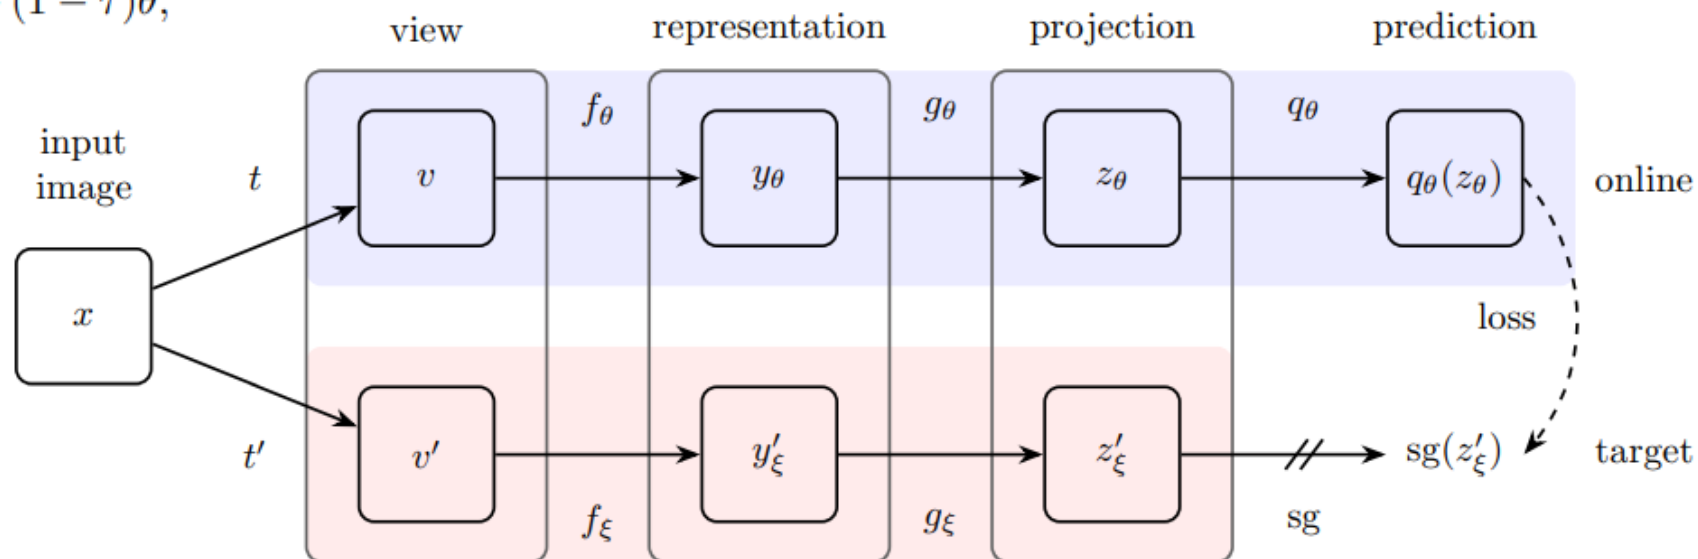 (1 − τ)θ,
view
representation
projection
prediction
input
image
t
f_θ
g_θ
q_θ
v
y_θ
z_θ
q_θ(z_θ)
online
x
loss
t′
v′
y′_ξ
z′_ξ
sg(z′_ξ)
target
f_ξ
g_ξ
sg